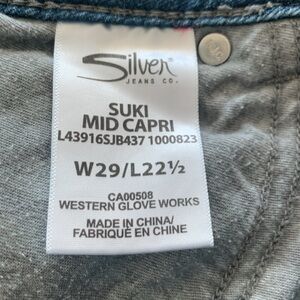 Silver
JEANS CO.
SUKI
MID CAPRI
L43916SJB437 1000823
W29/L22½
CA00508
WESTERN GLOVE WORKS
MADE IN CHINA/
FABRIQUÉ EN CHINE